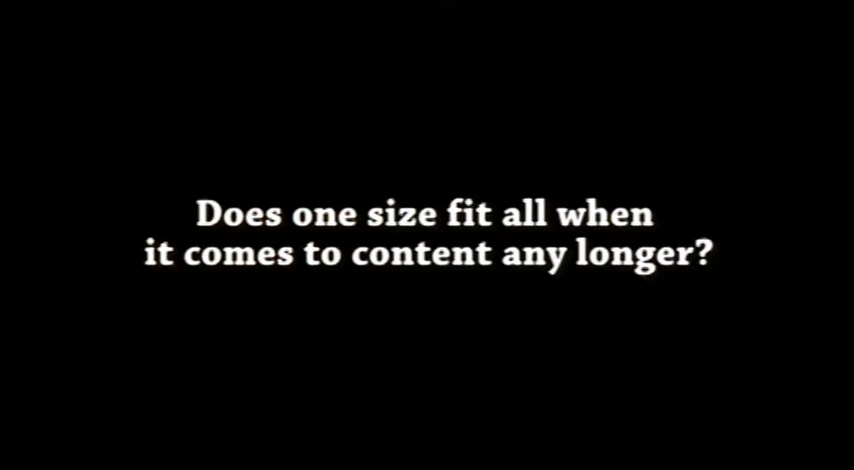 Does one size fit all when
it comes to content any longer?